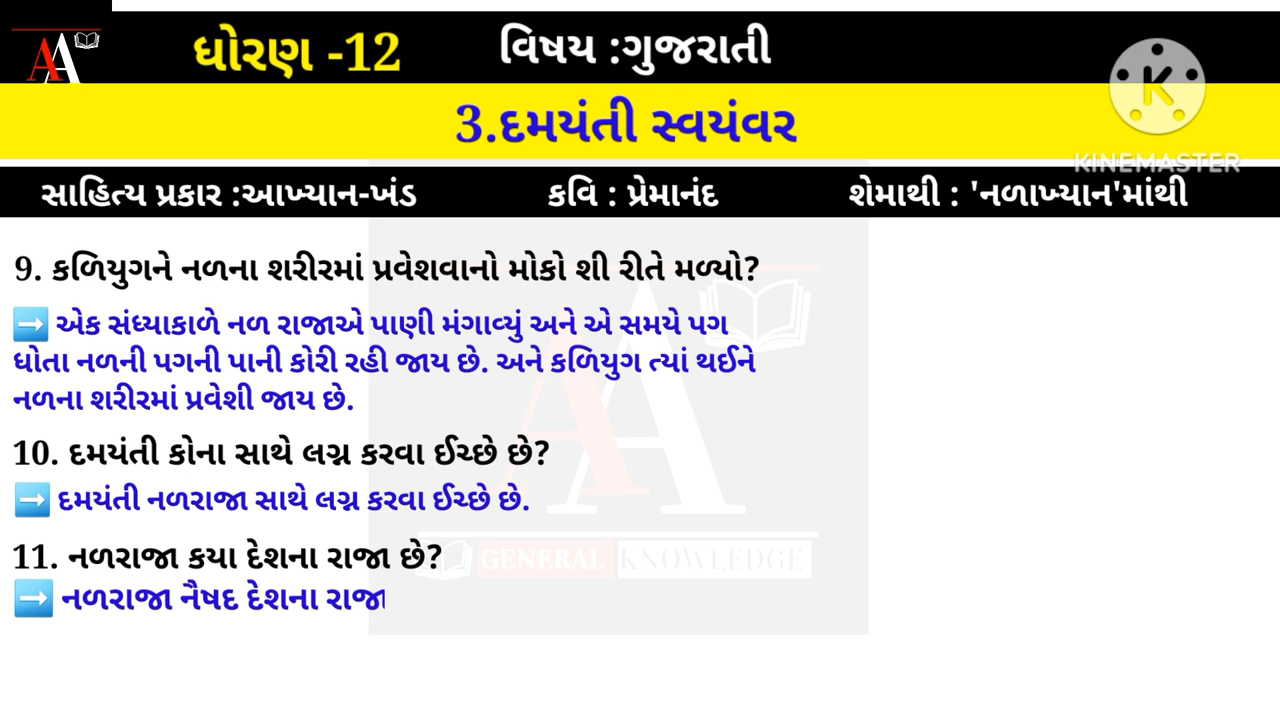 AA
ધોરણ -12
વિષય :ગુજરાતી
K
KINEMASTER
3.દમયંતી સ્વયંવર
સાહિત્ય પ્રકાર :આખ્યાન-ખંડ
કવિ : પ્રેમાનંદ
શેમાથી : 'નળાખ્યાન'માંથી
9. કળિયુગને નળના શરીરમાં પ્રવેશવાનો મોકો શી રીતે મળ્યો?
➡️ એક સંધ્યાકાળે નળ રાજાએ પાણી મંગાવ્યું અને એ સમયે પગ
ધોતા નળની પગની પાની કોરી રહી જાય છે. અને કળિયુગ ત્યાં થઈને
નળના શરીરમાં પ્રવેશી જાય છે.
10. દમયંતી કોના સાથે લગ્ન કરવા ઈચ્છે છે?
➡️ દમયંતી નળરાજા સાથે લગ્ન કરવા ઈચ્છે છે.
11. નળરાજા કયા દેશના રાજા છે?
➡️ નળરાજા નૈષદ દેશના રાજા
AA
GENERAL KNOWLEDGE